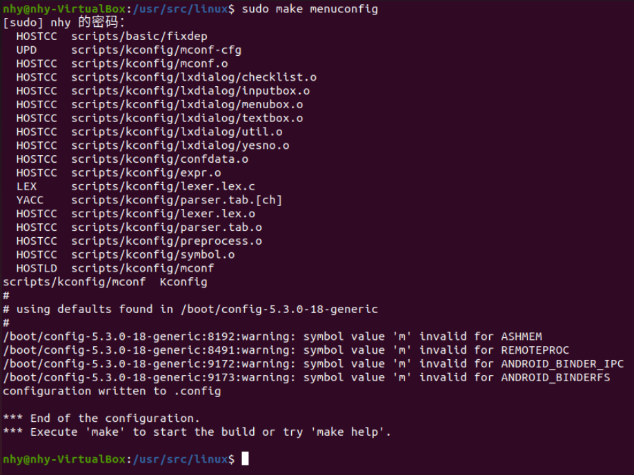 nhy@nhy-VirtualBox:/usr/src/linux$ sudo make menuconfig
[sudo] nhy 的密码：
  HOSTCC  scripts/basic/fixdep
  UPD     scripts/kconfig/mconf-cfg
  HOSTCC  scripts/kconfig/mconf.o
  HOSTCC  scripts/kconfig/lxdialog/checklist.o
  HOSTCC  scripts/kconfig/lxdialog/inputbox.o
  HOSTCC  scripts/kconfig/lxdialog/menubox.o
  HOSTCC  scripts/kconfig/lxdialog/textbox.o
  HOSTCC  scripts/kconfig/lxdialog/util.o
  HOSTCC  scripts/kconfig/lxdialog/yesno.o
  HOSTCC  scripts/kconfig/confdata.o
  HOSTCC  scripts/kconfig/expr.o
  LEX     scripts/kconfig/lexer.lex.c
  YACC    scripts/kconfig/parser.tab.[ch]
  HOSTCC  scripts/kconfig/lexer.lex.o
  HOSTCC  scripts/kconfig/parser.tab.o
  HOSTCC  scripts/kconfig/preprocess.o
  HOSTCC  scripts/kconfig/symbol.o
  HOSTLD  scripts/kconfig/mconf
scripts/kconfig/mconf  Kconfig
#
# using defaults found in /boot/config-5.3.0-18-generic
#
/boot/config-5.3.0-18-generic:8192:warning: symbol value 'm' invalid for ASHMEM
/boot/config-5.3.0-18-generic:8491:warning: symbol value 'm' invalid for REMOTEPROC
/boot/config-5.3.0-18-generic:9172:warning: symbol value 'm' invalid for ANDROID_BINDER_IPC
/boot/config-5.3.0-18-generic:9173:warning: symbol value 'm' invalid for ANDROID_BINDERFS
configuration written to .config

*** End of the configuration.
*** Execute 'make' to start the build or try 'make help'.

nhy@nhy-VirtualBox:/usr/src/linux$